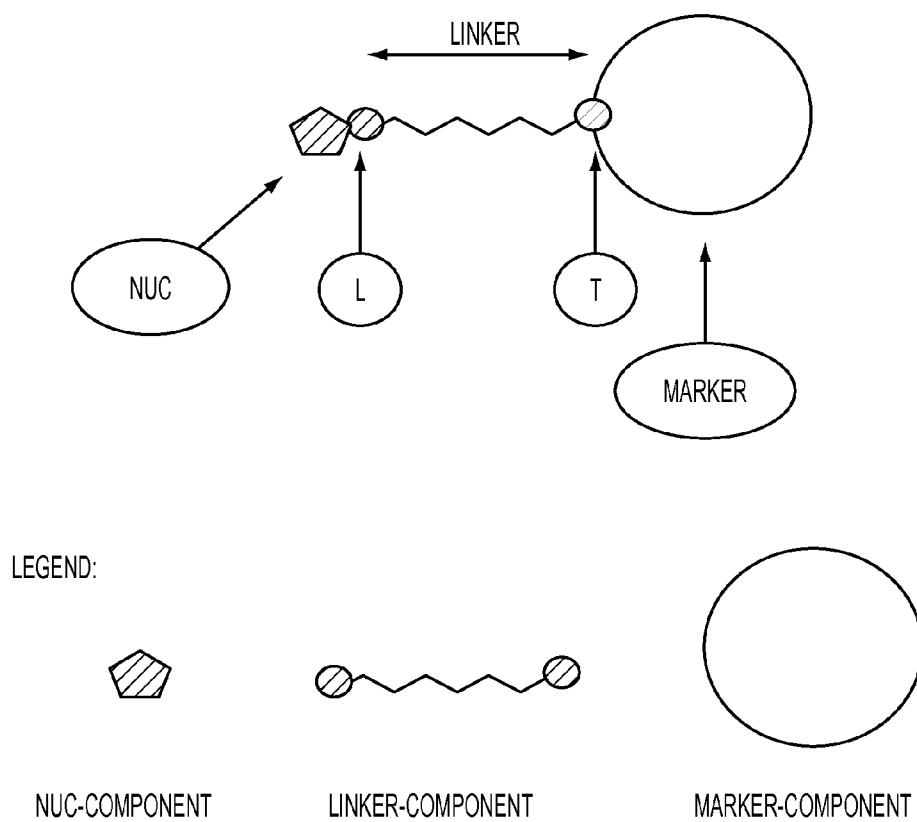 LINKER
NUC
L
T
MARKER
LEGEND:
NUC-COMPONENT
LINKER-COMPONENT
MARKER-COMPONENT